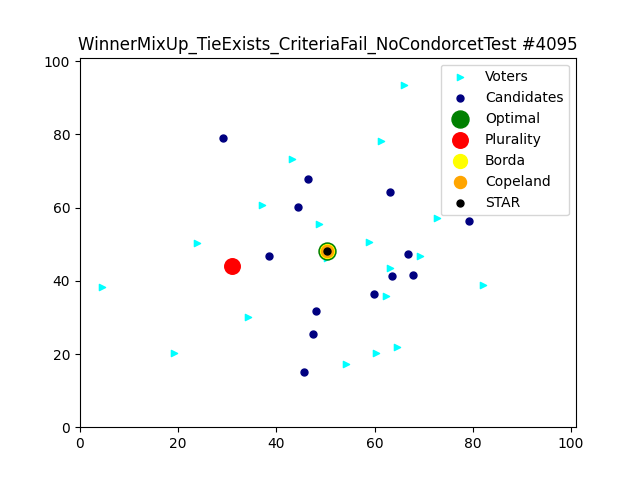 WinnerMixUp_TieExists_CriteriaFail_NoCondorcetTest #4095
100
80
60
40
20
0
0
20
40
60
80
100
Voters
Candidates
Optimal
Plurality
Borda
Copeland
STAR